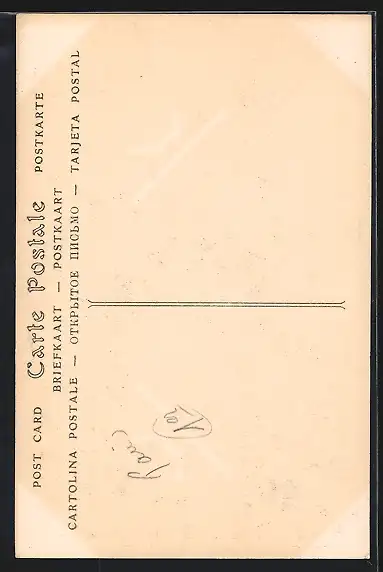 POST CARD Carte Postale POSTKARTE
BRIEFKAART — POSTKAART
CARTOLINA POSTALE — ОТКРЫТОЕ ПИСЬМО — TARJETA POSTAL